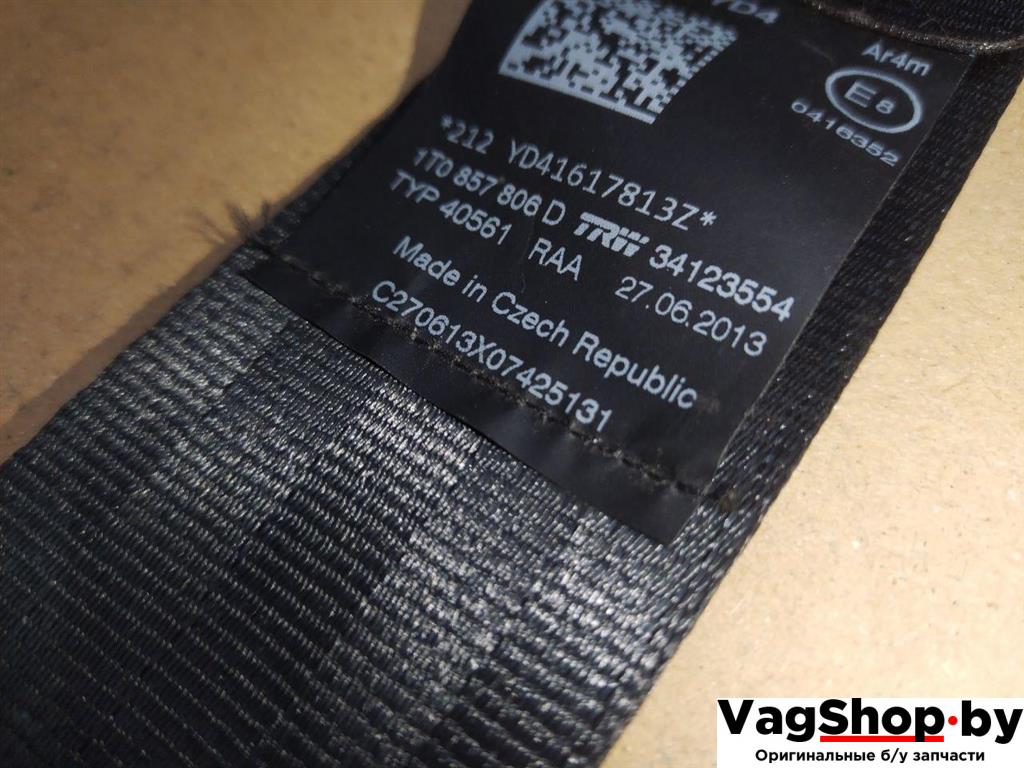 YD4
Ar4m
E8
0416352
*212 YD41617813Z*
1T0 857 806 D TRW 34123554
TYP 40561 RAA 27.06.2013
Made in Czech Republic
C270613X07425131
VagShop.by
Оригинальные б/у запчасти